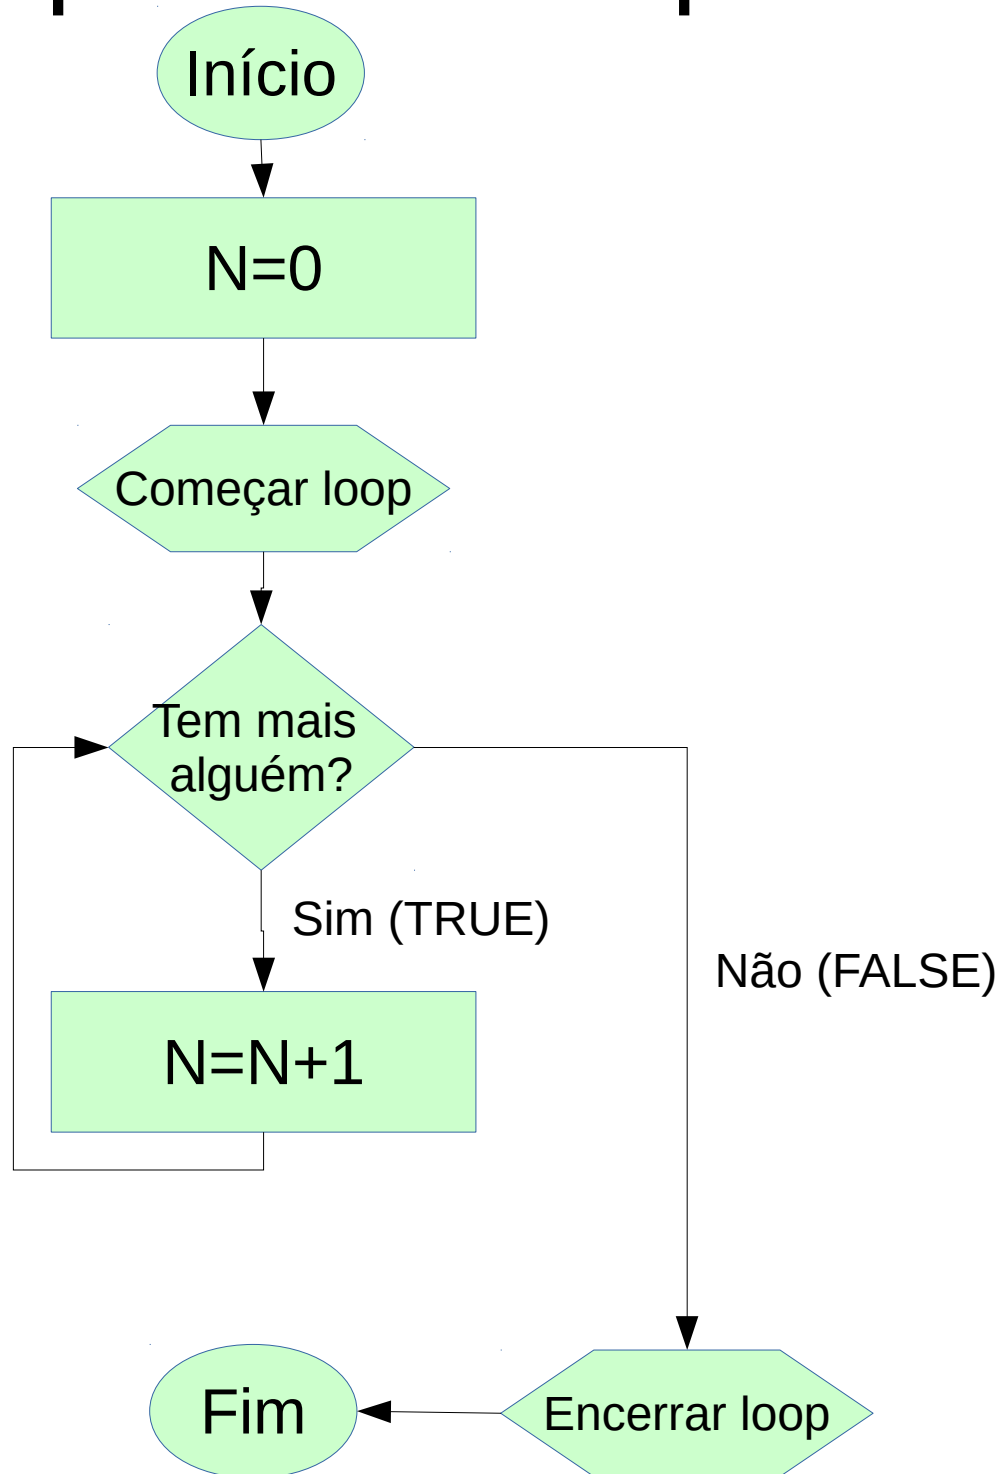 Início
N=0
Começar loop
Tem mais
alguém?
Sim (TRUE)
Não (FALSE)
N=N+1
Encerrar loop
Fim